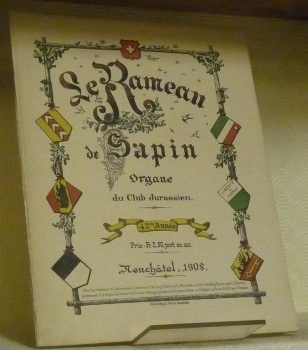 Le Rameau
de Sapin
Organe
du Club Jurassien.
42me Année
Prix: Fr. 2.50, port en sus.
Neuchâtel, 1908.